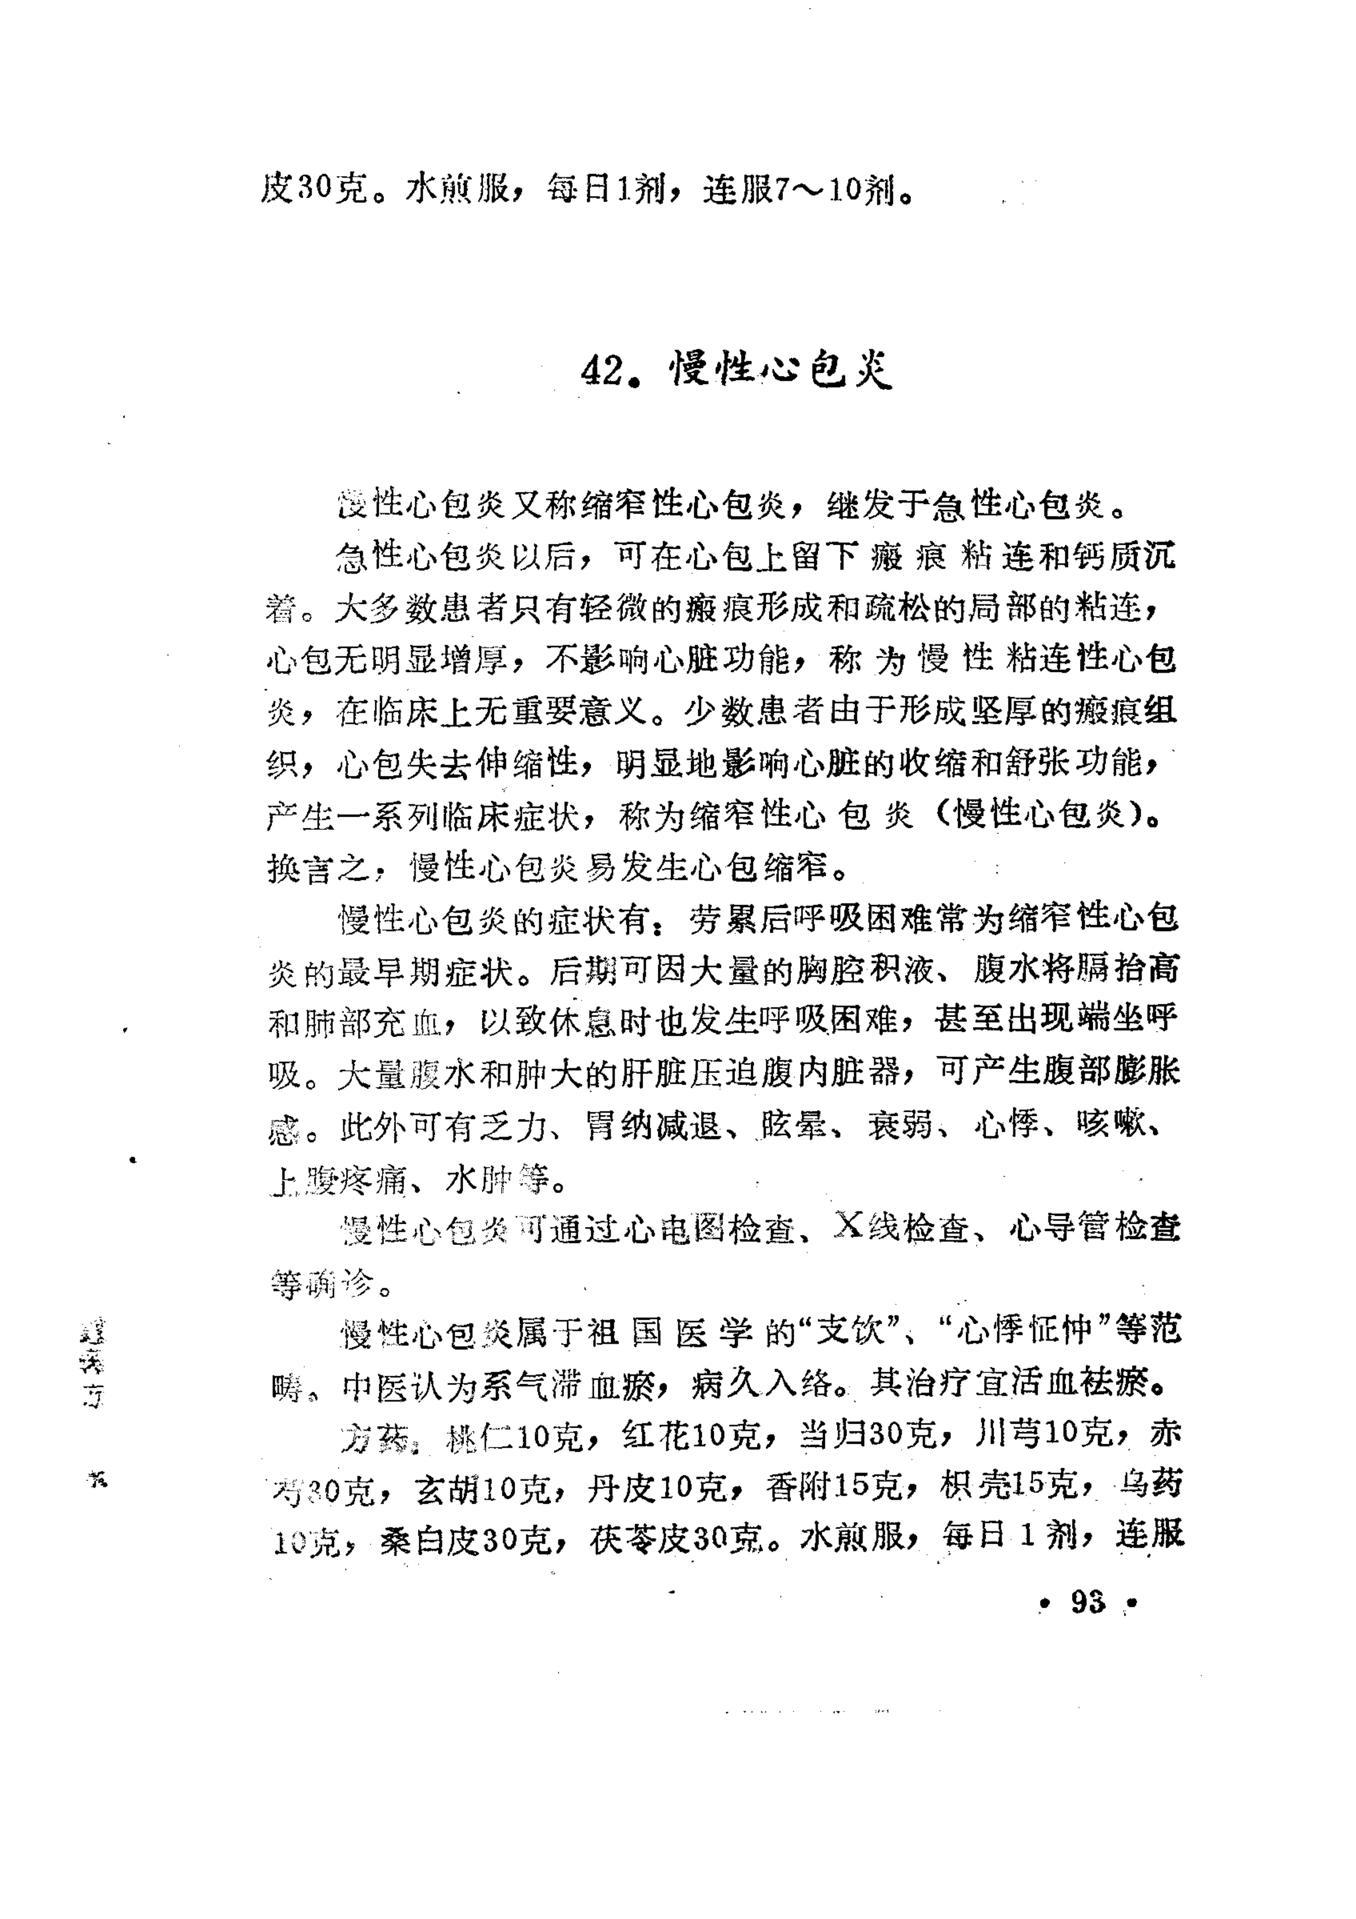 皮30克。水煎服，每日1剂，连服7～10剂。
42．慢性心包炎
慢性心包炎又称缩窄性心包炎，继发于急性心包炎。
急性心包炎以后，可在心包上留下瘢痕粘连和钙质沉
着。大多数患者只有轻微的瘢痕形成和疏松的局部的粘连，
心包无明显增厚，不影响心脏功能，称为慢性粘连性心包
炎，在临床上无重要意义。少数患者由于形成坚厚的瘢痕组
织，心包失去伸缩性，明显地影响心脏的收缩和舒张功能，
产生一系列临床症状，称为缩窄性心包炎（慢性心包炎）。
换言之，慢性心包炎易发生心包缩窄。
慢性心包炎的症状有：劳累后呼吸困难常为缩窄性心包
炎的最早期症状。后期可因大量的胸腔积液、腹水将膈抬高
和肺部充血，以致休息时也发生呼吸困难，甚至出现端坐呼
吸。大量腹水和肿大的肝脏压迫腹内脏器，可产生腹部膨胀
感。此外可有乏力、胃纳减退、眩晕、衰弱、心悸、咳嗽、
上腹疼痛、水肿等。
慢性心包炎可通过心电图检查、X线检查、心导管检查
等确诊。
慢性心包炎属于祖国医学的“支饮”、“心悸怔忡”等范
畴。中医认为系气滞血瘀，病久入络。其治疗宜活血祛瘀。
方药：桃仁10克，红花10克，当归30克，川芎10克，赤
芍30克，玄胡10克，丹皮10克，香附15克，枳壳15克，乌药
10克，桑白皮30克，茯苓皮30克。水煎服，每日1剂，连服
• 93 •